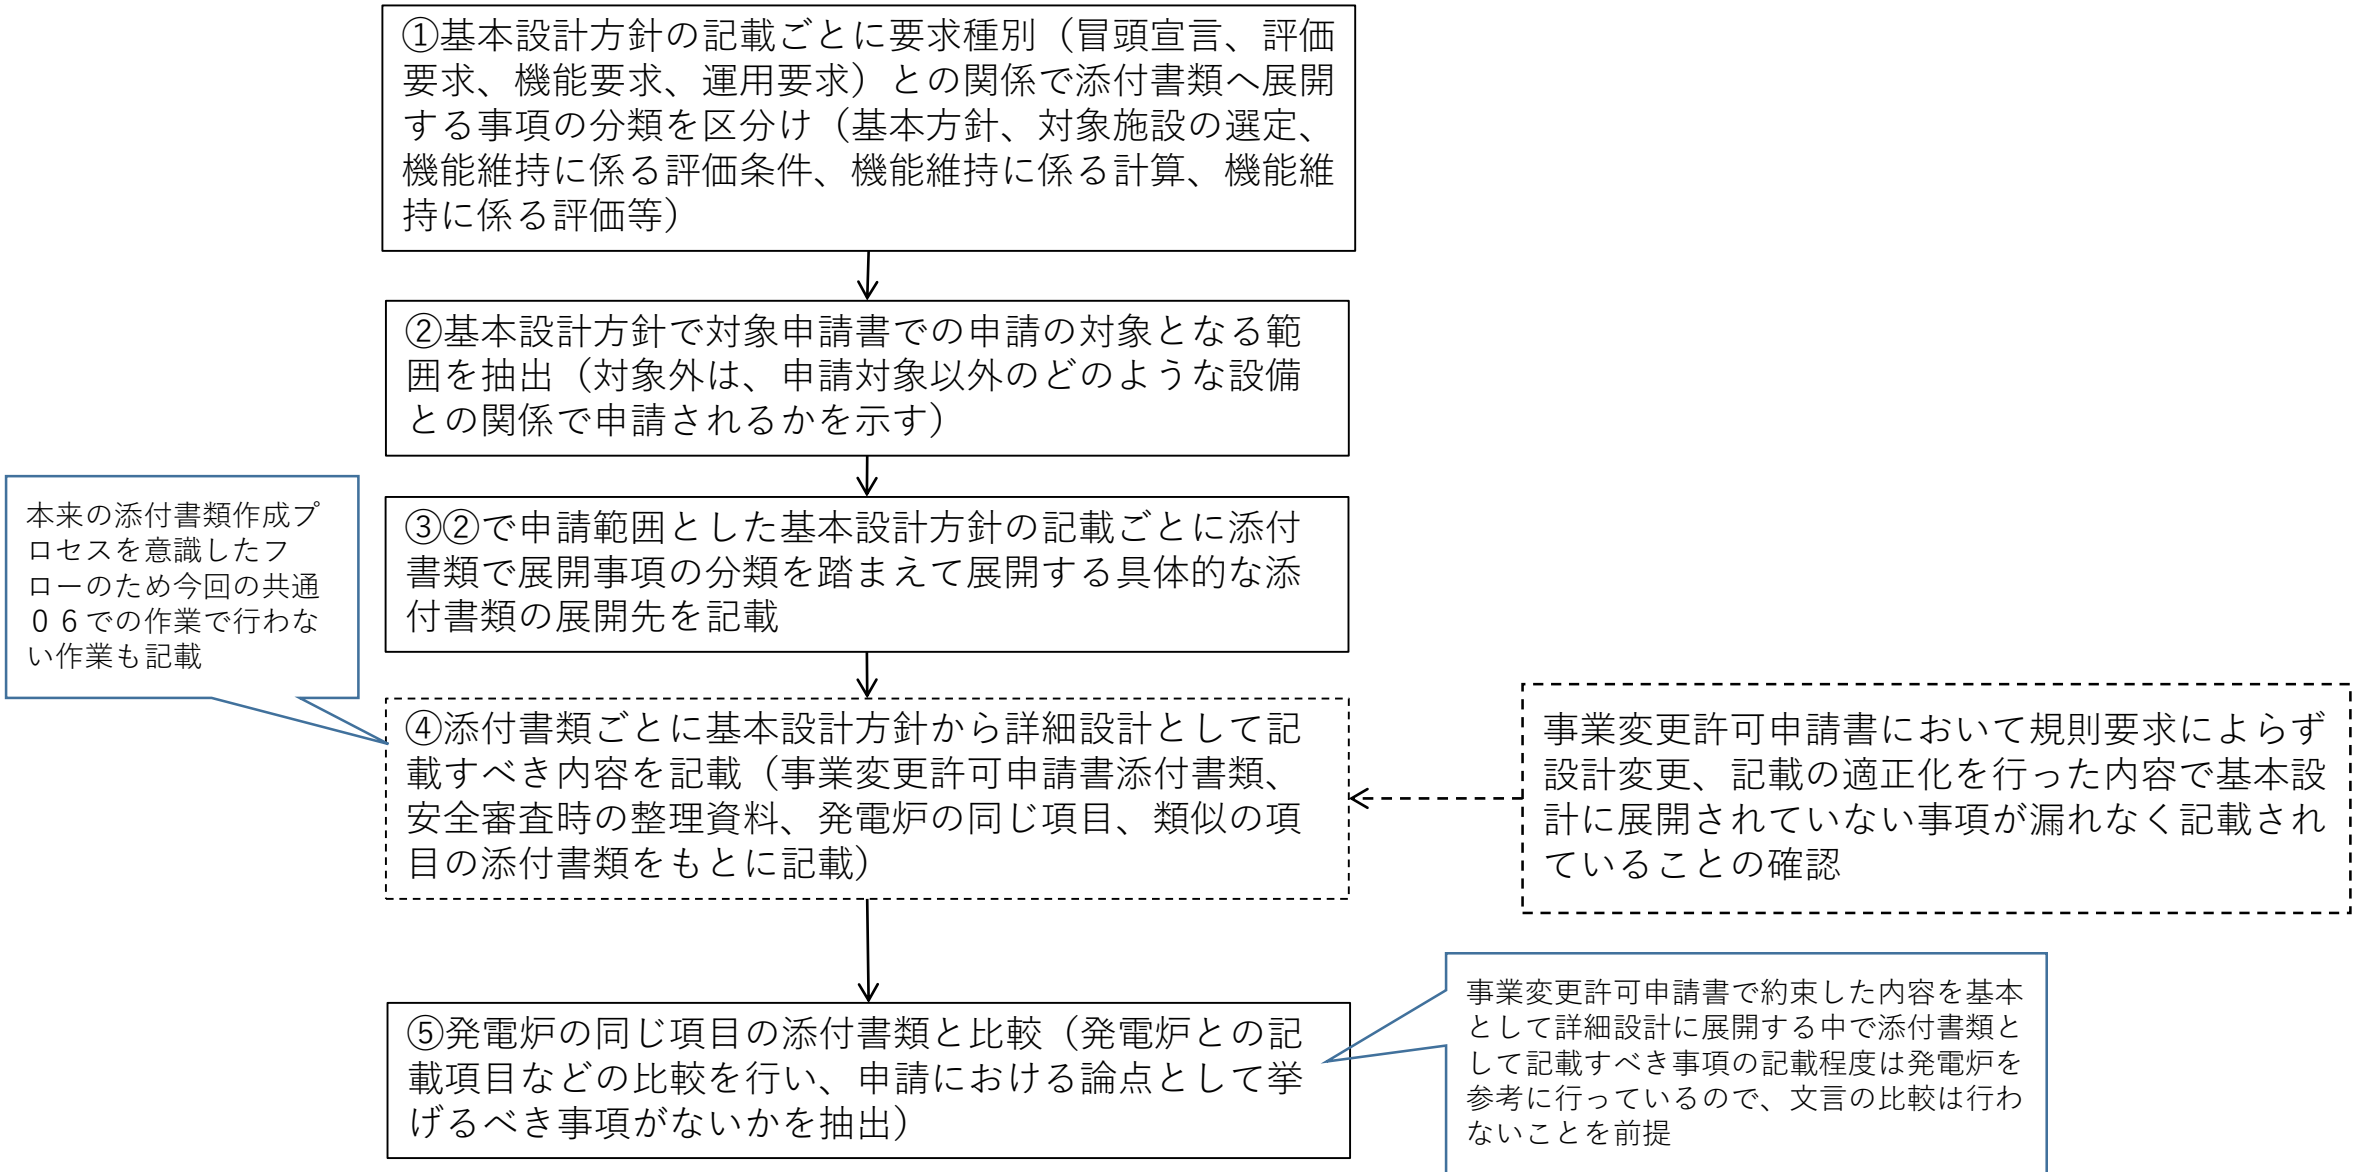 ①基本設計方針の記載ごとに要求種別（冒頭宣言、評価
要求、機能要求、運用要求）との関係で添付書類へ展開
する事項の分類を区分け（基本方針、対象施設の選定、
機能維持に係る評価条件、機能維持に係る計算、機能維
持に係る評価等）
②基本設計方針で対象申請書での申請の対象となる範
囲を抽出（対象外は、申請対象以外のどのような設備
との関係で申請されるかを示す）
本来の添付書類作成プ
ロセスを意識したフ
ローのため今回の共通
０６での作業で行わな
い作業も記載
③②で申請範囲とした基本設計方針の記載ごとに添付
書類で展開事項の分類を踏まえて展開する具体的な添
付書類の展開先を記載
④添付書類ごとに基本設計方針から詳細設計として記
載すべき内容を記載（事業変更許可申請書添付書類、
安全審査時の整理資料、発電炉の同じ項目、類似の項
目の添付書類をもとに記載）
事業変更許可申請書において規則要求によらず
設計変更、記載の適正化を行った内容で基本設
計に展開されていない事項が漏れなく記載され
ていることの確認
⑤発電炉の同じ項目の添付書類と比較（発電炉との記
載項目などの比較を行い、申請における論点として挙
げるべき事項がないかを抽出）
事業変更許可申請書で約束した内容を基本
として詳細設計に展開する中で添付書類と
して記載すべき事項の記載程度は発電炉を
参考に行っているので、文言の比較は行わ
ないことを前提